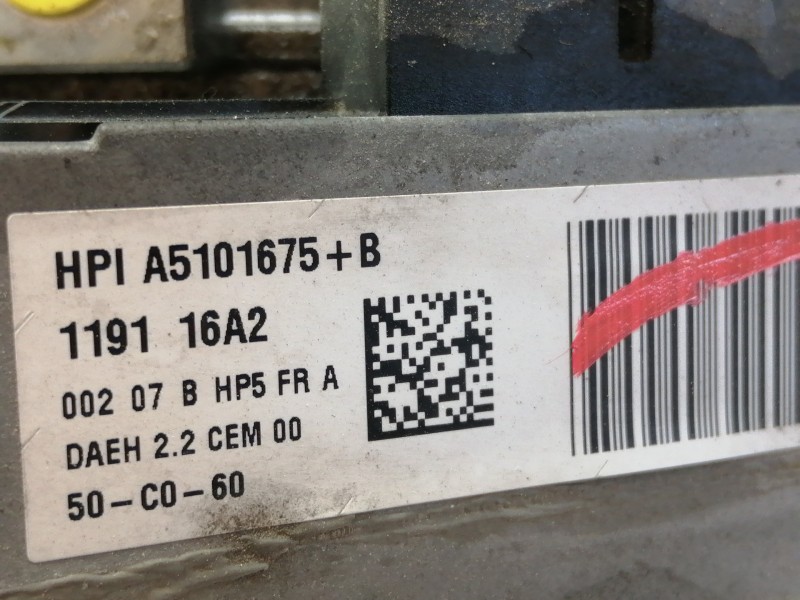 HPI A5101675+B
1191 16A2
002 07 B HP5 FR A
DAEH 2.2 CEM 00
50-C0-60